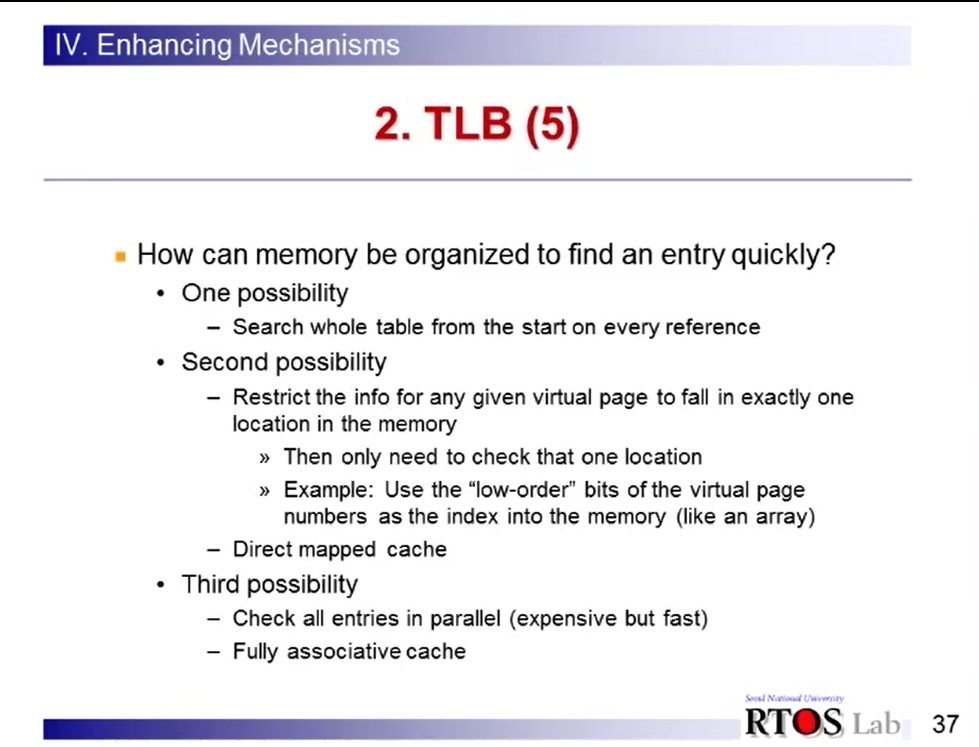 IV. Enhancing Mechanisms
2. TLB (5)
▪ How can memory be organized to find an entry quickly?
• One possibility
– Search whole table from the start on every reference
• Second possibility
– Restrict the info for any given virtual page to fall in exactly one
location in the memory
» Then only need to check that one location
» Example: Use the “low-order” bits of the virtual page
numbers as the index into the memory (like an array)
– Direct mapped cache
• Third possibility
– Check all entries in parallel (expensive but fast)
– Fully associative cache
Seoul National University
RTOS Lab
37